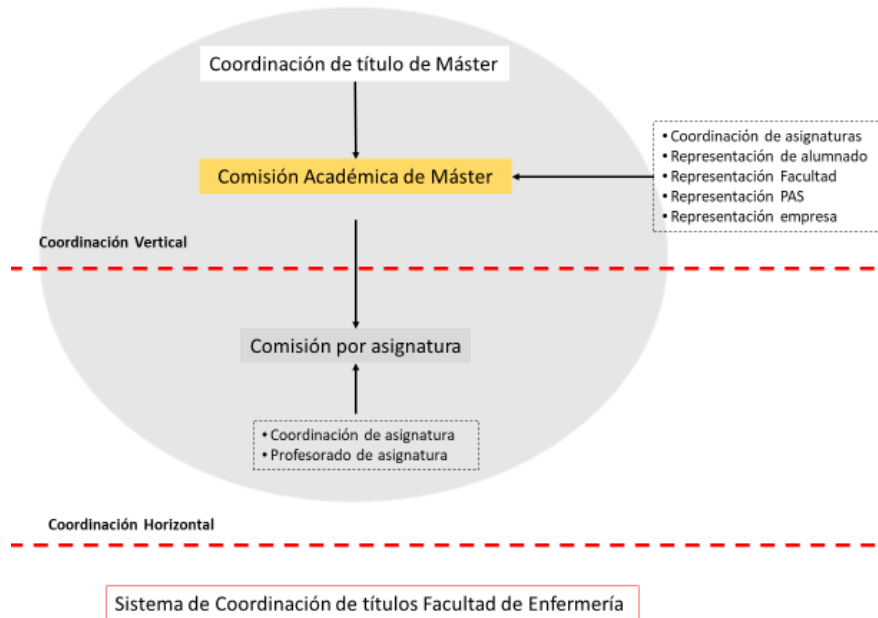 Coordinación de título de Máster
Comisión Académica de Máster
• Coordinación de asignaturas
• Representación de alumnado
• Representación Facultad
• Representación PAS
• Representación empresa
Coordinación Vertical
Comisión por asignatura
• Coordinación de asignatura
• Profesorado de asignatura
Coordinación Horizontal
Sistema de Coordinación de títulos Facultad de Enfermería